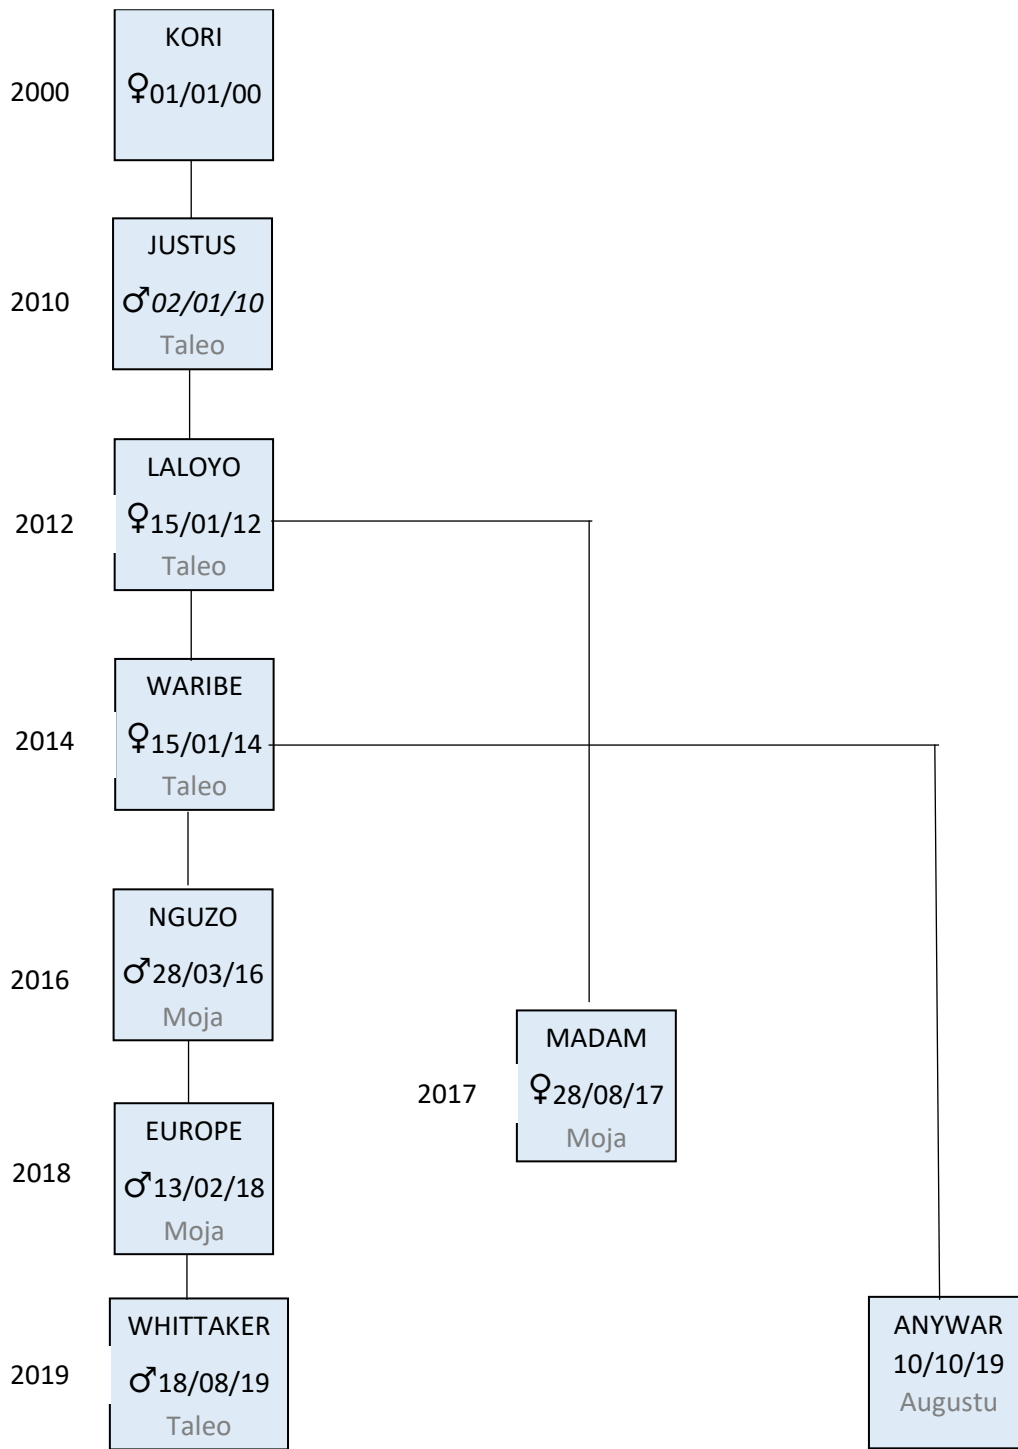 KORI
2000
♀01/01/00
JUSTUS
2010
♂02/01/10
Taleo
LALOYO
2012
♀15/01/12
Taleo
WARIBE
2014
♀15/01/14
Taleo
NGUZO
2016
♂28/03/16
Moja
MADAM
2017
♀28/08/17
Moja
EUROPE
2018
♂13/02/18
Moja
WHITTAKER
2019
♂18/08/19
Taleo
ANYWAR
10/10/19
Augustu